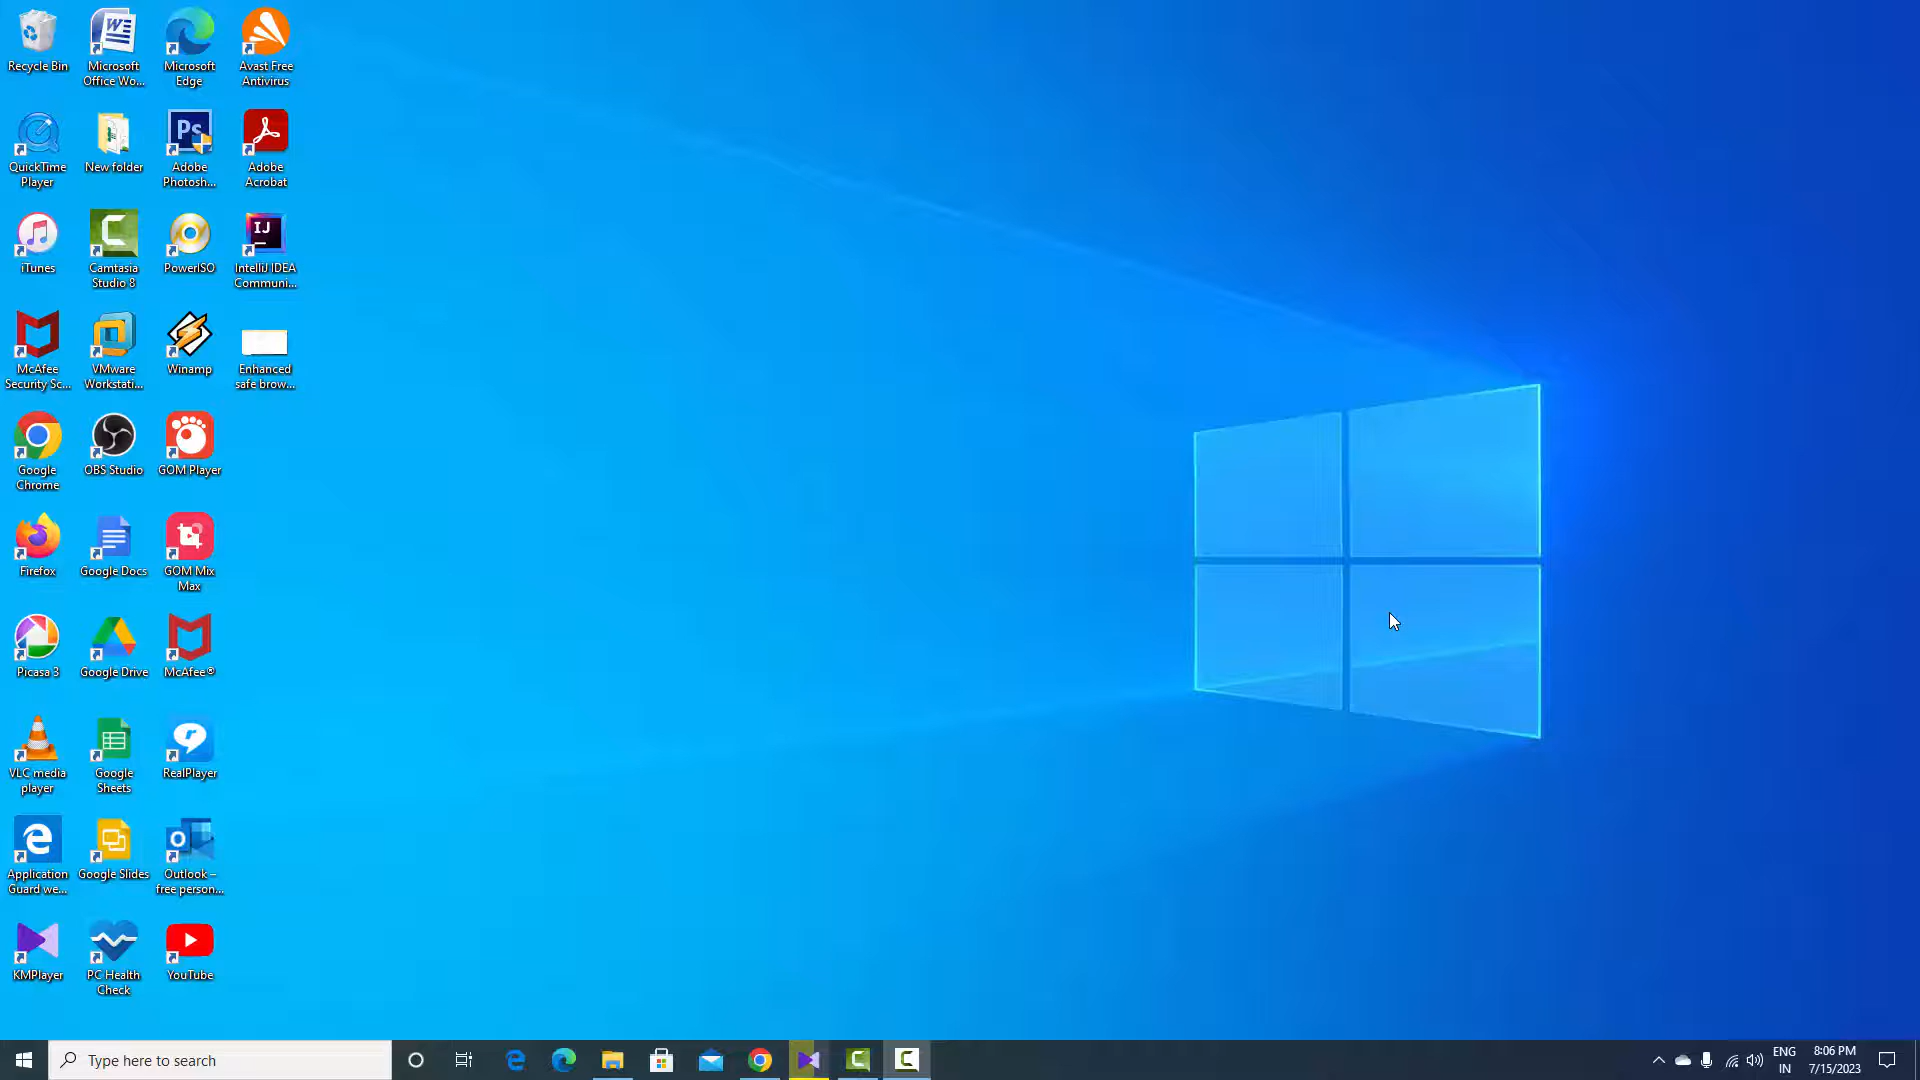 Recycle Bin
Microsoft
Office Wo...
Microsoft
Edge
Avast Free
Antivirus
QuickTime
Player
New folder
Ps
Adobe
Photosh...
Adobe
Acrobat
iTunes
Camtasia
Studio 8
PowerISO
IJ
IntelliJ IDEA
Communi...
McAfee
Security Sc...
VMware
Workstati...
Winamp
Enhanced
safe brow...
Google
Chrome
OBS Studio
GOM Player
Firefox
Google Docs
GOM Mix
Max
Picasa 3
Google Drive
McAfee®
VLC media
player
Google
Sheets
RealPlayer
Application
Guard we...
Google Slides
Outlook –
free person...
KMPlayer
PC Health
Check
YouTube
Type here to search
ENG
IN
8:06 PM
7/15/2023